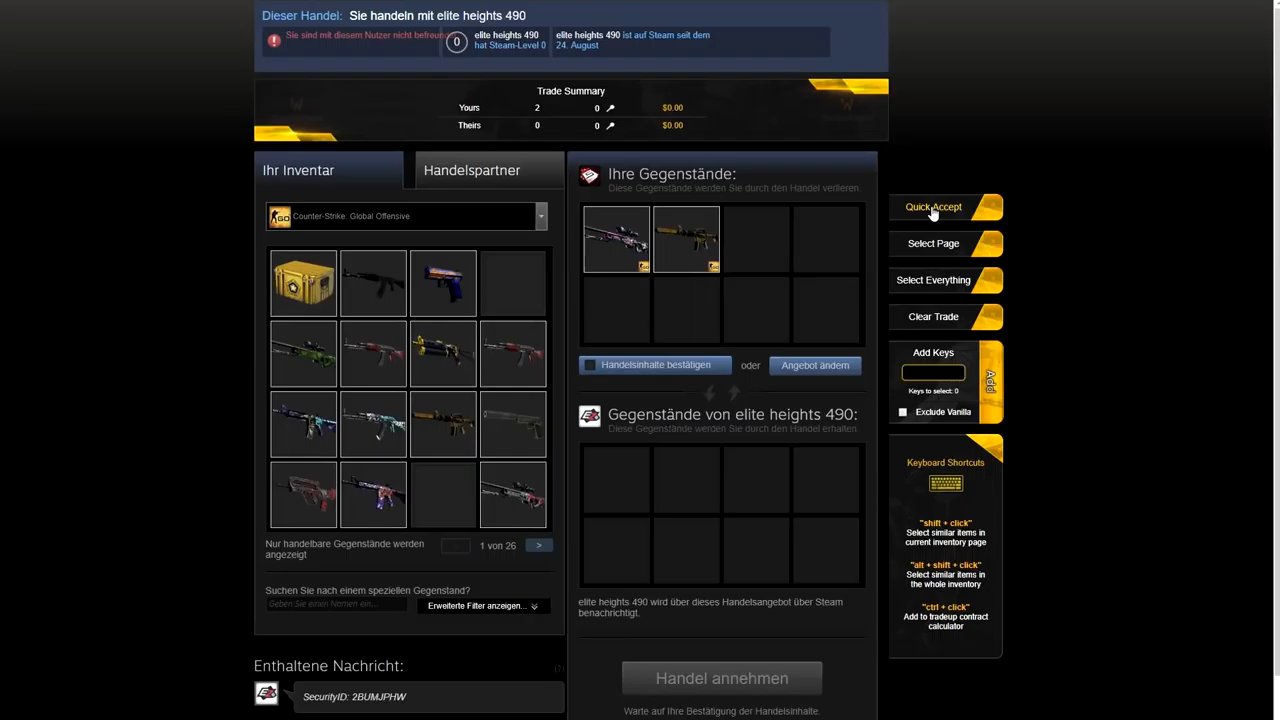 Dieser Handel: Sie handeln mit elite heights 490
Sie sind mit diesem Nutzer nicht befreun
0
elite heights 490
hat Steam-Level 0
elite heights 490 ist auf Steam seit dem
24. August
Trade Summary
Yours 2 0 $0.00
Theirs 0 0 $0.00
Ihr Inventar
Handelspartner
Counter-Strike: Global Offensive
Nur handelbare Gegenstände werden
angezeigt
1 von 26 >
Suchen Sie nach einem speziellen Gegenstand?
Geben Sie einen Namen ein...
Erweiterte Filter anzeigen...
Enthaltene Nachricht: (?)
SecurityID: 2BUMJPHW
Ihre Gegenstände:
Diese Gegenstände werden Sie durch den Handel verlieren.
Handelsinhalte bestätigen oder Angebot ändern
Gegenstände von elite heights 490:
Diese Gegenstände werden Sie durch den Handel erhalten.
elite heights 490 wird über dieses Handelsangebot über Steam
benachrichtigt.
Handel annehmen
Warte auf Ihre Bestätigung der Handelsinhalte.
Quick Accept
Select Page
Select Everything
Clear Trade
Add Keys
Keys to select: 0
Exclude Vanilla
Add
Keyboard Shortcuts
"shift + click"
Select similar items in
current inventory page
"alt + shift + click"
Select similar items in
the whole inventory
"ctrl + click"
Add to tradeup contract
calculator